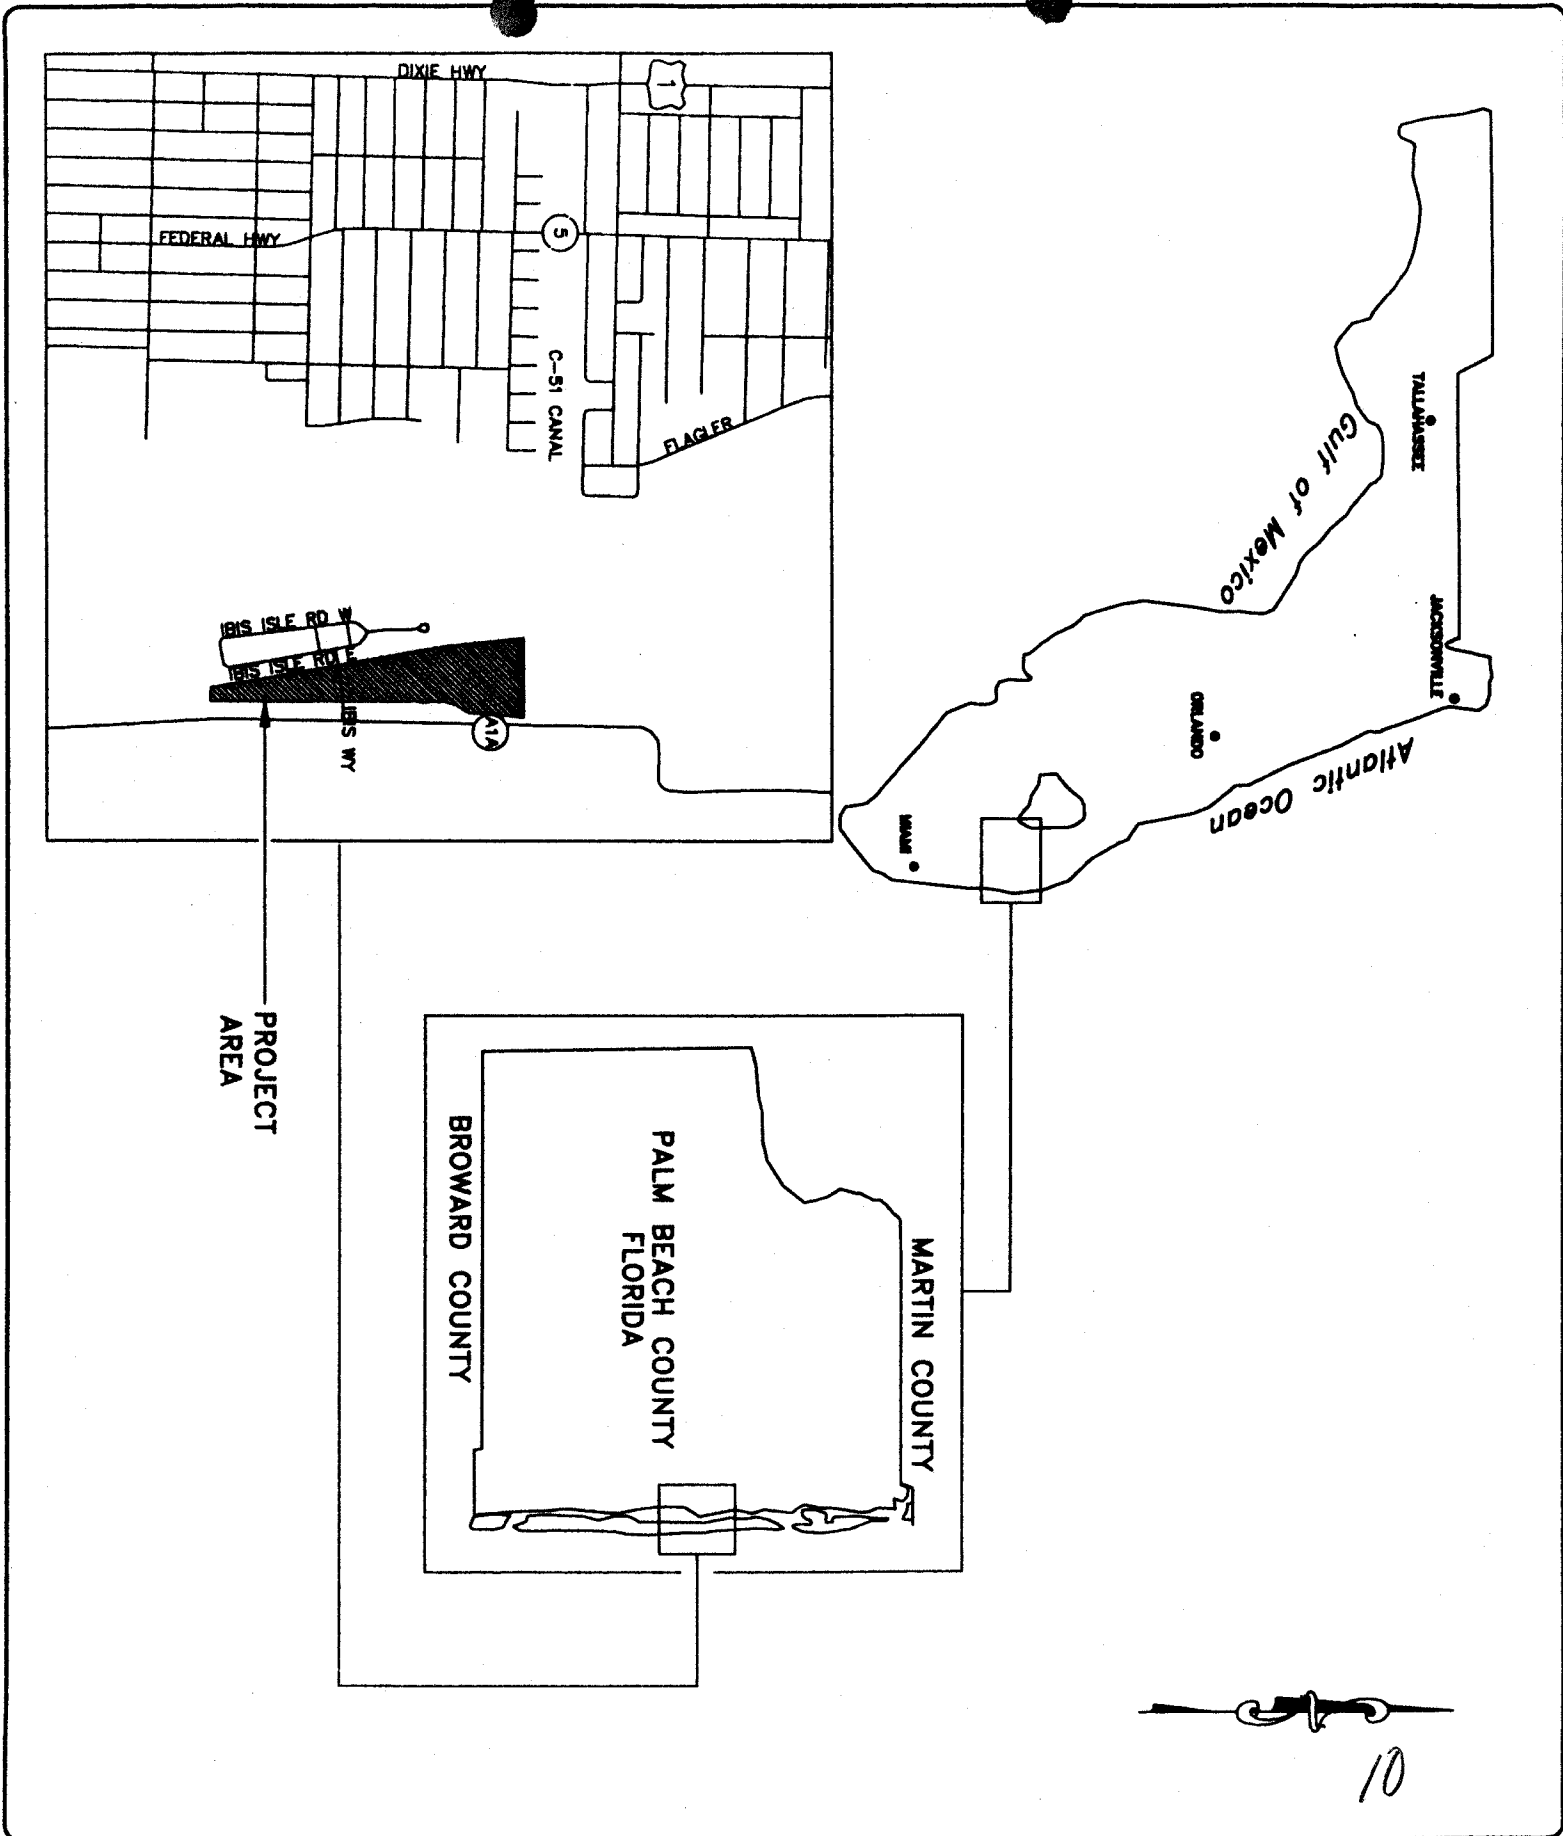 TALLAHASSEE
JACKSONVILLE
ORLANDO
MIAMI
Gulf of Mexico
Atlantic Ocean
DIXIE HWY
1
FEDERAL HWY
5
C-51 CANAL
FLAGLER
IBIS ISLE RD W
IBIS ISLE RD E
IBIS WY
A1A
PROJECT
AREA
MARTIN COUNTY
PALM BEACH COUNTY
FLORIDA
BROWARD COUNTY
10